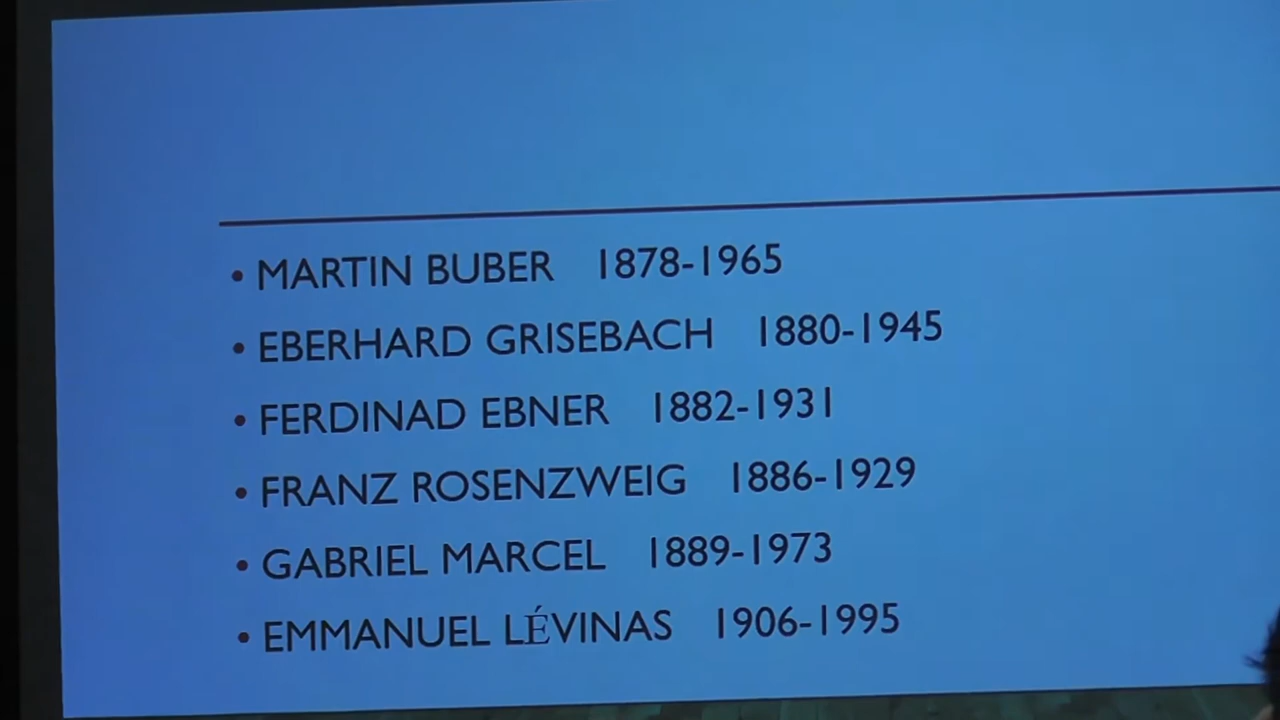 • MARTIN BUBER 1878-1965
• EBERHARD GRISEBACH 1880-1945
• FERDINAD EBNER 1882-1931
• FRANZ ROSENZWEIG 1886-1929
• GABRIEL MARCEL 1889-1973
• EMMANUEL LÉVINAS 1906-1995